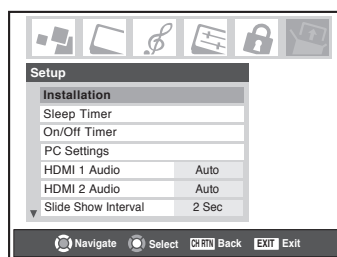 Setup
Installation
Sleep Timer
On/Off Timer
PC Settings
HDMI 1 Audio Auto
HDMI 2 Audio Auto
Slide Show Interval 2 Sec
Navigate Select CH RTN Back EXIT Exit